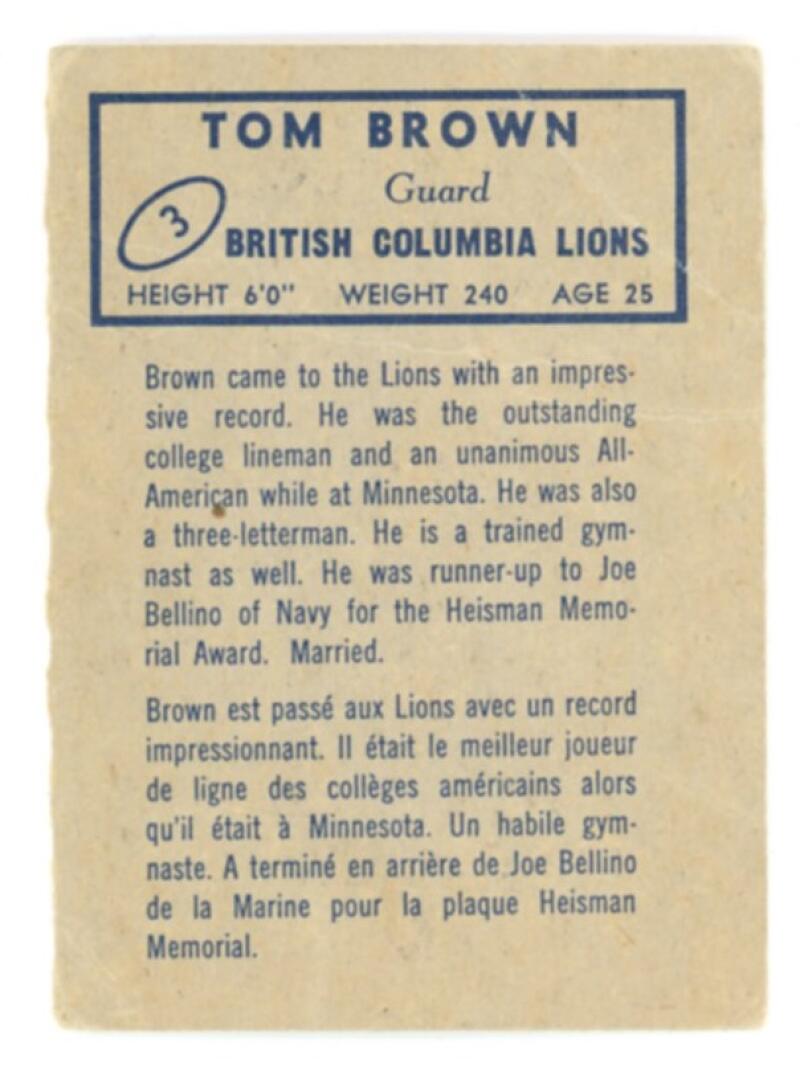 TOM BROWN
Guard
3
BRITISH COLUMBIA LIONS
HEIGHT 6'0" WEIGHT 240 AGE 25
Brown came to the Lions with an impres-
sive record. He was the outstanding
college lineman and an unanimous All-
American while at Minnesota. He was also
a three-letterman. He is a trained gym-
nast as well. He was runner-up to Joe
Bellino of Navy for the Heisman Memo-
rial Award. Married.
Brown est passé aux Lions avec un record
impressionnant. Il était le meilleur joueur
de ligne des collèges américains alors
qu'il était à Minnesota. Un habile gym-
naste. A terminé en arrière de Joe Bellino
de la Marine pour la plaque Heisman
Memorial.